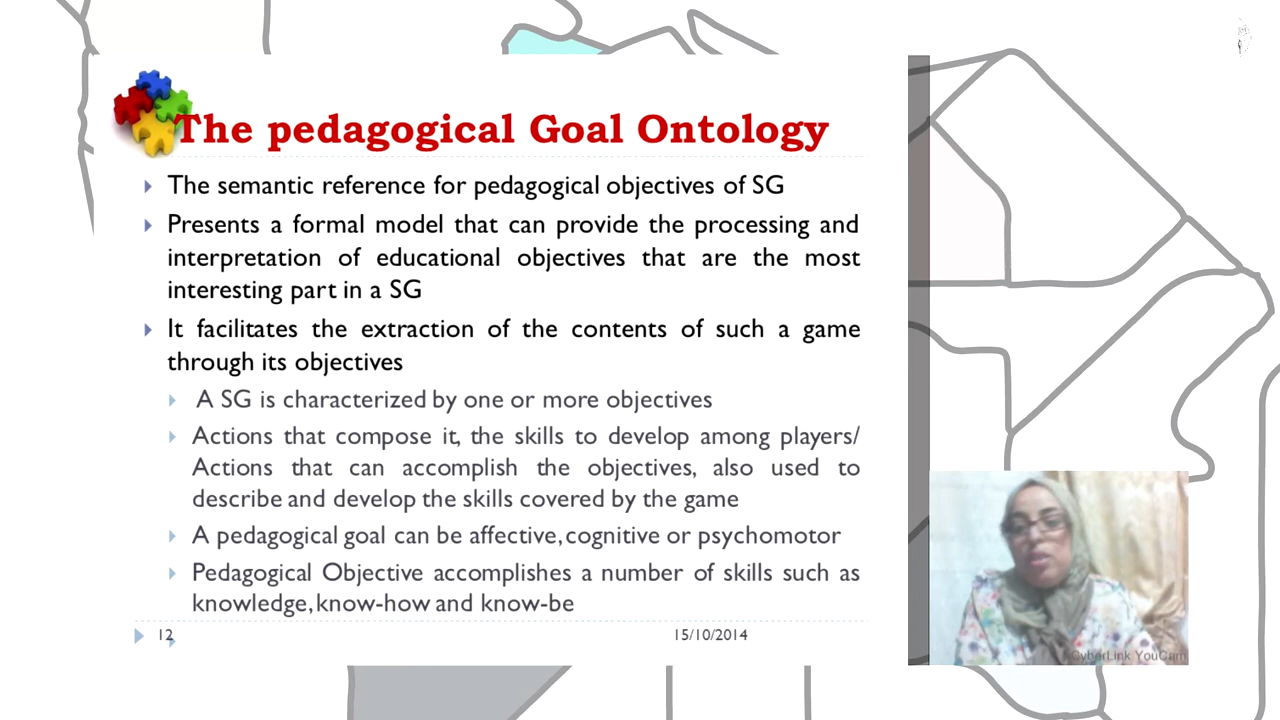 The pedagogical Goal Ontology
The semantic reference for pedagogical objectives of SG
Presents a formal model that can provide the processing and
interpretation of educational objectives that are the most
interesting part in a SG
It facilitates the extraction of the contents of such a game
through its objectives
A SG is characterized by one or more objectives
Actions that compose it, the skills to develop among players/
Actions that can accomplish the objectives, also used to
describe and develop the skills covered by the game
A pedagogical goal can be affective, cognitive or psychomotor
Pedagogical Objective accomplishes a number of skills such as
knowledge, know-how and know-be
12
15/10/2014
CyberLink YouCam